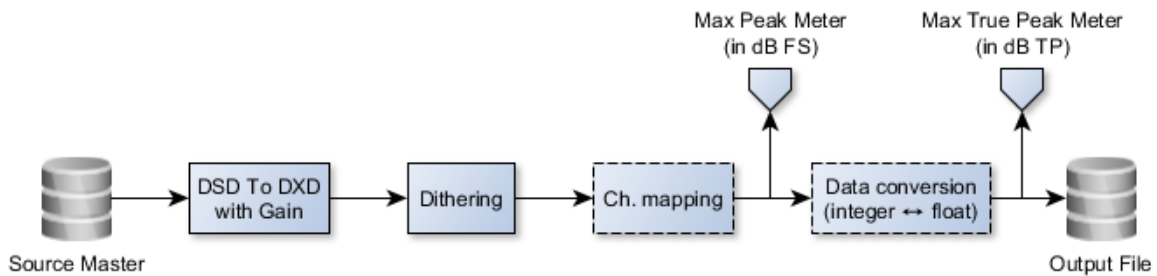 Max Peak Meter
(in dB FS)
Max True Peak Meter
(in dB TP)
DSD To DXD
with Gain
Dithering
Ch. mapping
Data conversion
(integer ↔ float)
Source Master
Output File